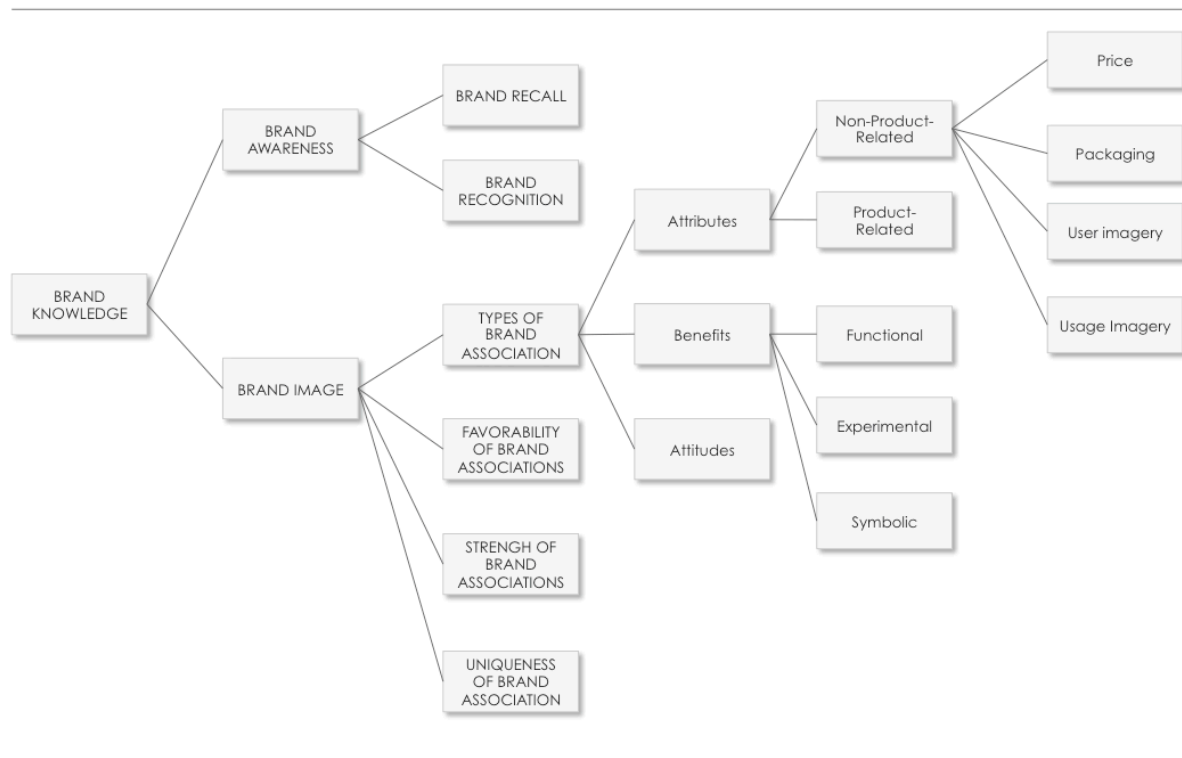 BRAND
KNOWLEDGE
BRAND
AWARENESS
BRAND IMAGE
BRAND RECALL
BRAND
RECOGNITION
TYPES OF
BRAND
ASSOCIATION
FAVORABILITY
OF BRAND
ASSOCIATIONS
STRENGH OF
BRAND
ASSOCIATIONS
UNIQUENESS
OF BRAND
ASSOCIATION
Attributes
Benefits
Attitudes
Non-Product-
Related
Product-
Related
Functional
Experimental
Symbolic
Price
Packaging
User imagery
Usage Imagery